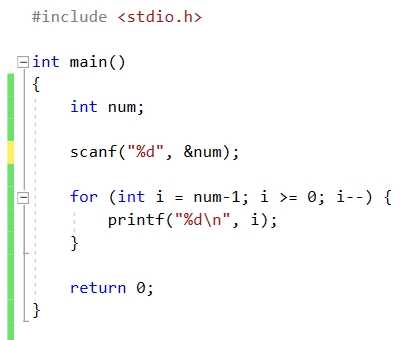 #include <stdio.h>
int main()
{
int num;
scanf("%d", &num);
for (int i = num-1; i >= 0; i--) {
printf("%d\n", i);
}
return 0;
}